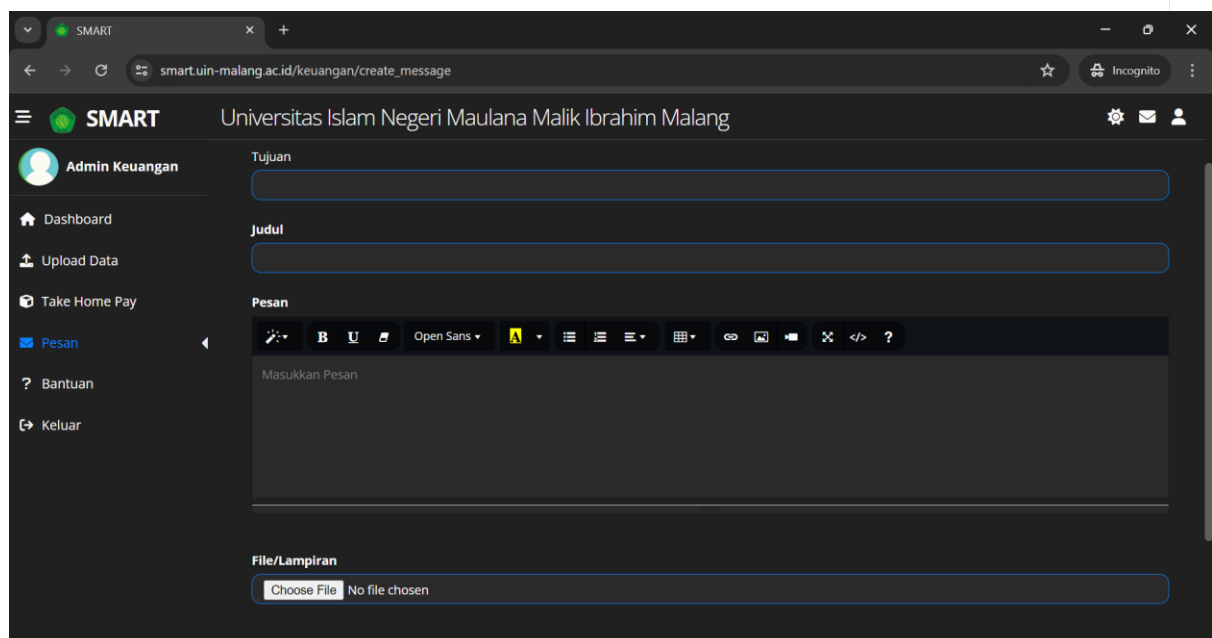 SMART
smart.uin-malang.ac.id/keuangan/create_message
Incognito
SMART
Universitas Islam Negeri Maulana Malik Ibrahim Malang
Admin Keuangan
Dashboard
Upload Data
Take Home Pay
Pesan
Bantuan
Keluar
Tujuan
Judul
Pesan
B U Open Sans A </> ?
Masukkan Pesan
File/Lampiran
Choose File No file chosen